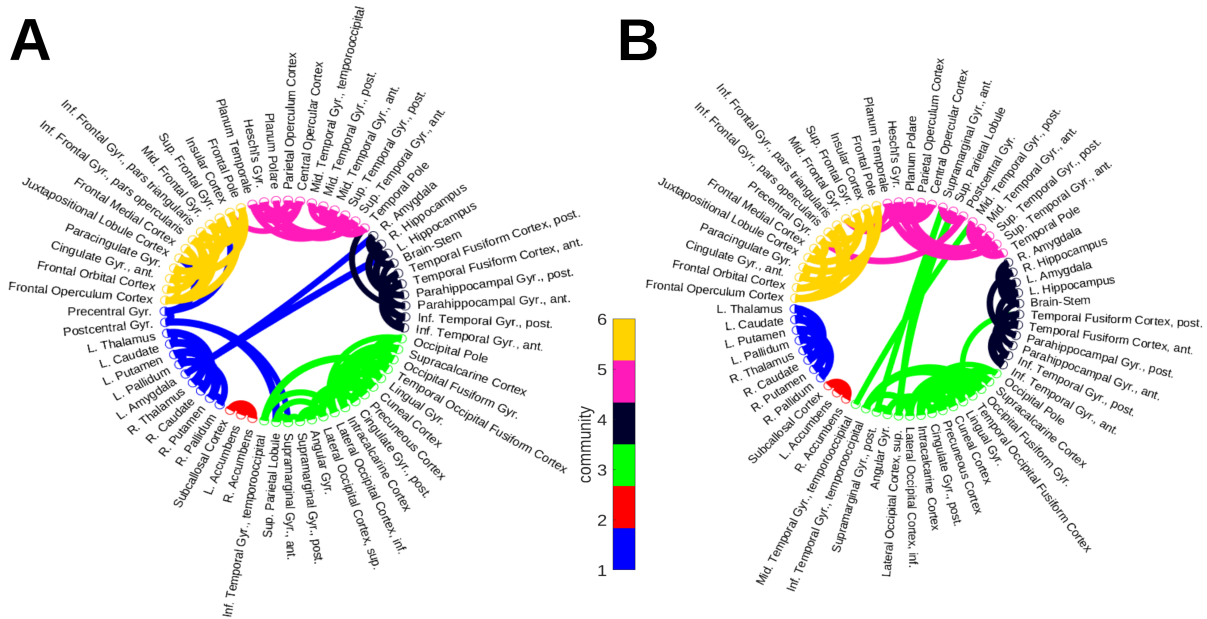 A
Inf. Frontal Gyr., pars triangularis
Inf. Frontal Gyr., pars opercularis
Mid. Frontal Gyr.
Sup. Frontal Gyr.
Insular Cortex
Frontal Pole
Planum Temporale
Heschl's Gyr.
Planum Polare
Parietal Operculum Cortex
Central Opercular Cortex
Mid. Temporal Gyr., temporooccipital
Mid. Temporal Gyr., post.
Mid. Temporal Gyr., ant.
Sup. Temporal Gyr., post.
Sup. Temporal Gyr., ant.
Temporal Pole
R. Amygdala
R. Hippocampus
L. Hippocampus
Brain-Stem
Temporal Fusiform Cortex, post.
Temporal Fusiform Cortex, ant.
Parahippocampal Gyr., post.
Parahippocampal Gyr., ant.
Inf. Temporal Gyr., post.
Inf. Temporal Gyr., ant.
Occipital Pole
Supracalcarine Cortex
Occipital Fusiform Gyr.
Temporal Occipital Fusiform Cortex
Lingual Gyr.
Cuneal Cortex
Precuneous Cortex
Cingulate Gyr., post.
Intracalcarine Cortex
Lateral Occipital Cortex, inf.
Lateral Occipital Cortex, sup.
Angular Gyr.
Supramarginal Gyr., post.
Supramarginal Gyr., ant.
Sup. Parietal Lobule
Inf. Temporal Gyr., temporooccipital
R. Accumbens
L. Accumbens
Subcallosal Cortex
R. Pallidum
R. Putamen
R. Caudate
R. Thalamus
L. Amygdala
L. Pallidum
L. Putamen
L. Caudate
L. Thalamus
Postcentral Gyr.
Precentral Gyr.
Frontal Operculum Cortex
Frontal Orbital Cortex
Cingulate Gyr., ant.
Paracingulate Gyr.
Juxtapositional Lobule Cortex
Frontal Medial Cortex
community
6
5
4
3
2
1
B
Inf. Frontal Gyr., pars triangularis
Inf. Frontal Gyr., pars opercularis
Precentral Gyr.
Mid. Frontal Gyr.
Sup. Frontal Gyr.
Insular Cortex
Frontal Pole
Planum Temporale
Heschl's Gyr.
Planum Polare
Parietal Operculum Cortex
Central Opercular Cortex
Supramarginal Gyr., ant.
Sup. Parietal Lobule
Postcentral Gyr.
Mid. Temporal Gyr., post.
Mid. Temporal Gyr., ant.
Sup. Temporal Gyr., post.
Sup. Temporal Gyr., ant.
Temporal Pole
R. Amygdala
R. Hippocampus
L. Amygdala
L. Hippocampus
Brain-Stem
Temporal Fusiform Cortex, post.
Temporal Fusiform Cortex, ant.
Parahippocampal Gyr., post.
Parahippocampal Gyr., ant.
Inf. Temporal Gyr., post.
Inf. Temporal Gyr., ant.
Occipital Pole
Supracalcarine Cortex
Occipital Fusiform Gyr.
Temporal Occipital Fusiform Cortex
Lingual Gyr.
Cuneal Cortex
Precuneous Cortex
Cingulate Gyr., post.
Intracalcarine Cortex
Lateral Occipital Cortex, inf.
Lateral Occipital Cortex, sup.
Angular Gyr.
Supramarginal Gyr., post.
Inf. Temporal Gyr., temporooccipital
Mid. Temporal Gyr., temporooccipital
R. Accumbens
L. Accumbens
Subcallosal Cortex
R. Pallidum
R. Putamen
R. Caudate
R. Thalamus
L. Pallidum
L. Putamen
L. Caudate
L. Thalamus
Frontal Operculum Cortex
Frontal Orbital Cortex
Cingulate Gyr., ant.
Paracingulate Gyr.
Juxtapositional Lobule Cortex
Frontal Medial Cortex